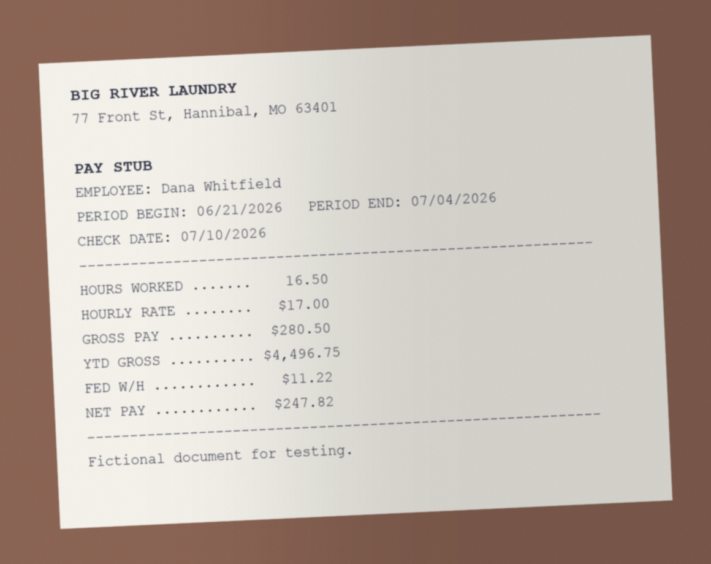 BIG RIVER LAUNDRY
77 Front St, Hannibal, MO 63401
PAY STUB
EMPLOYEE: Dana Whitfield
PERIOD BEGIN: 06/21/2026   PERIOD END: 07/04/2026
CHECK DATE: 07/10/2026
------------------------------------------------------------
HOURS WORKED .......    16.50
HOURLY RATE ........   $17.00
GROSS PAY ..........  $280.50
YTD GROSS .......... $4,496.75
FED W/H ............   $11.22
NET PAY ............  $247.82
------------------------------------------------------------
Fictional document for testing.